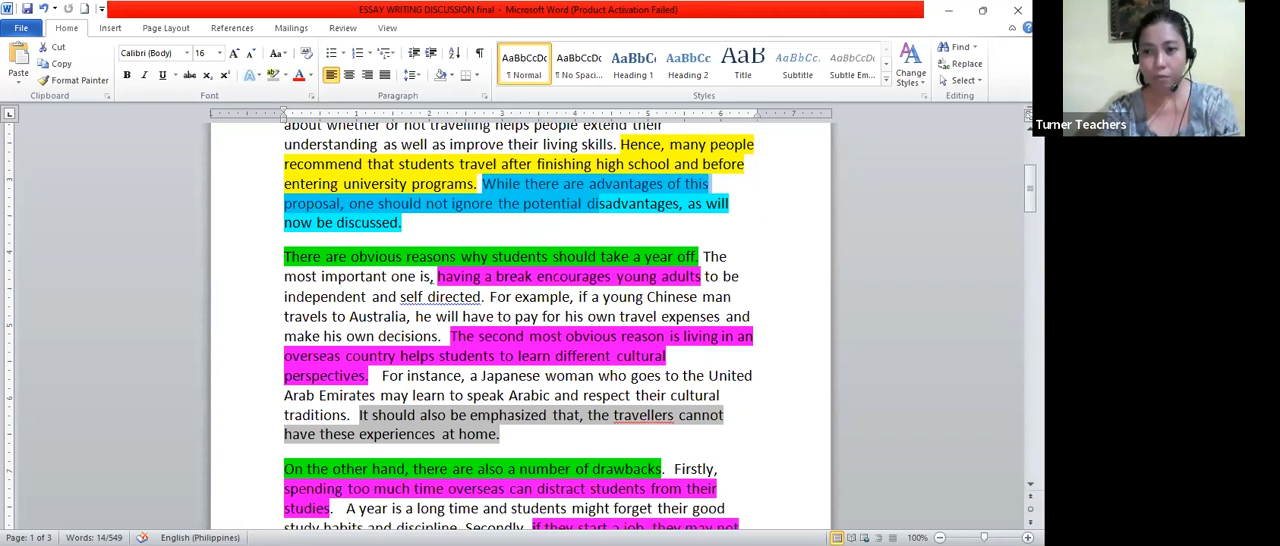 ESSAY WRITING DISCUSSION final - Microsoft Word (Product Activation Failed)
File Home Insert Page Layout References Mailings Review View
Cut
Copy
Format Painter
Paste
Clipboard
Calibri (Body) 16
Font
Paragraph
AaBbCcDc AaBbCcDc AaBbC( AaBbCc AaB AaBbCc. AaBbCcDc
¶ Normal ¶ No Spaci... Heading 1 Heading 2 Title Subtitle Subtle Em...
Styles
Change
Styles
Find
Replace
Select
Editing
Turner Teachers
about whether or not travelling helps people extend their
understanding as well as improve their living skills. Hence, many people
recommend that students travel after finishing high school and before
entering university programs. While there are advantages of this
proposal, one should not ignore the potential disadvantages, as will
now be discussed.
There are obvious reasons why students should take a year off. The
most important one is, having a break encourages young adults to be
independent and self directed. For example, if a young Chinese man
travels to Australia, he will have to pay for his own travel expenses and
make his own decisions. The second most obvious reason is living in an
overseas country helps students to learn different cultural
perspectives. For instance, a Japanese woman who goes to the United
Arab Emirates may learn to speak Arabic and respect their cultural
traditions. It should also be emphasized that, the travellers cannot
have these experiences at home.
On the other hand, there are also a number of drawbacks. Firstly,
spending too much time overseas can distract students from their
studies. A year is a long time and students might forget their good
study habits and discipline. Secondly, if they start a job, they may not
Page: 1 of 3 Words: 14/549 English (Philippines) 100%